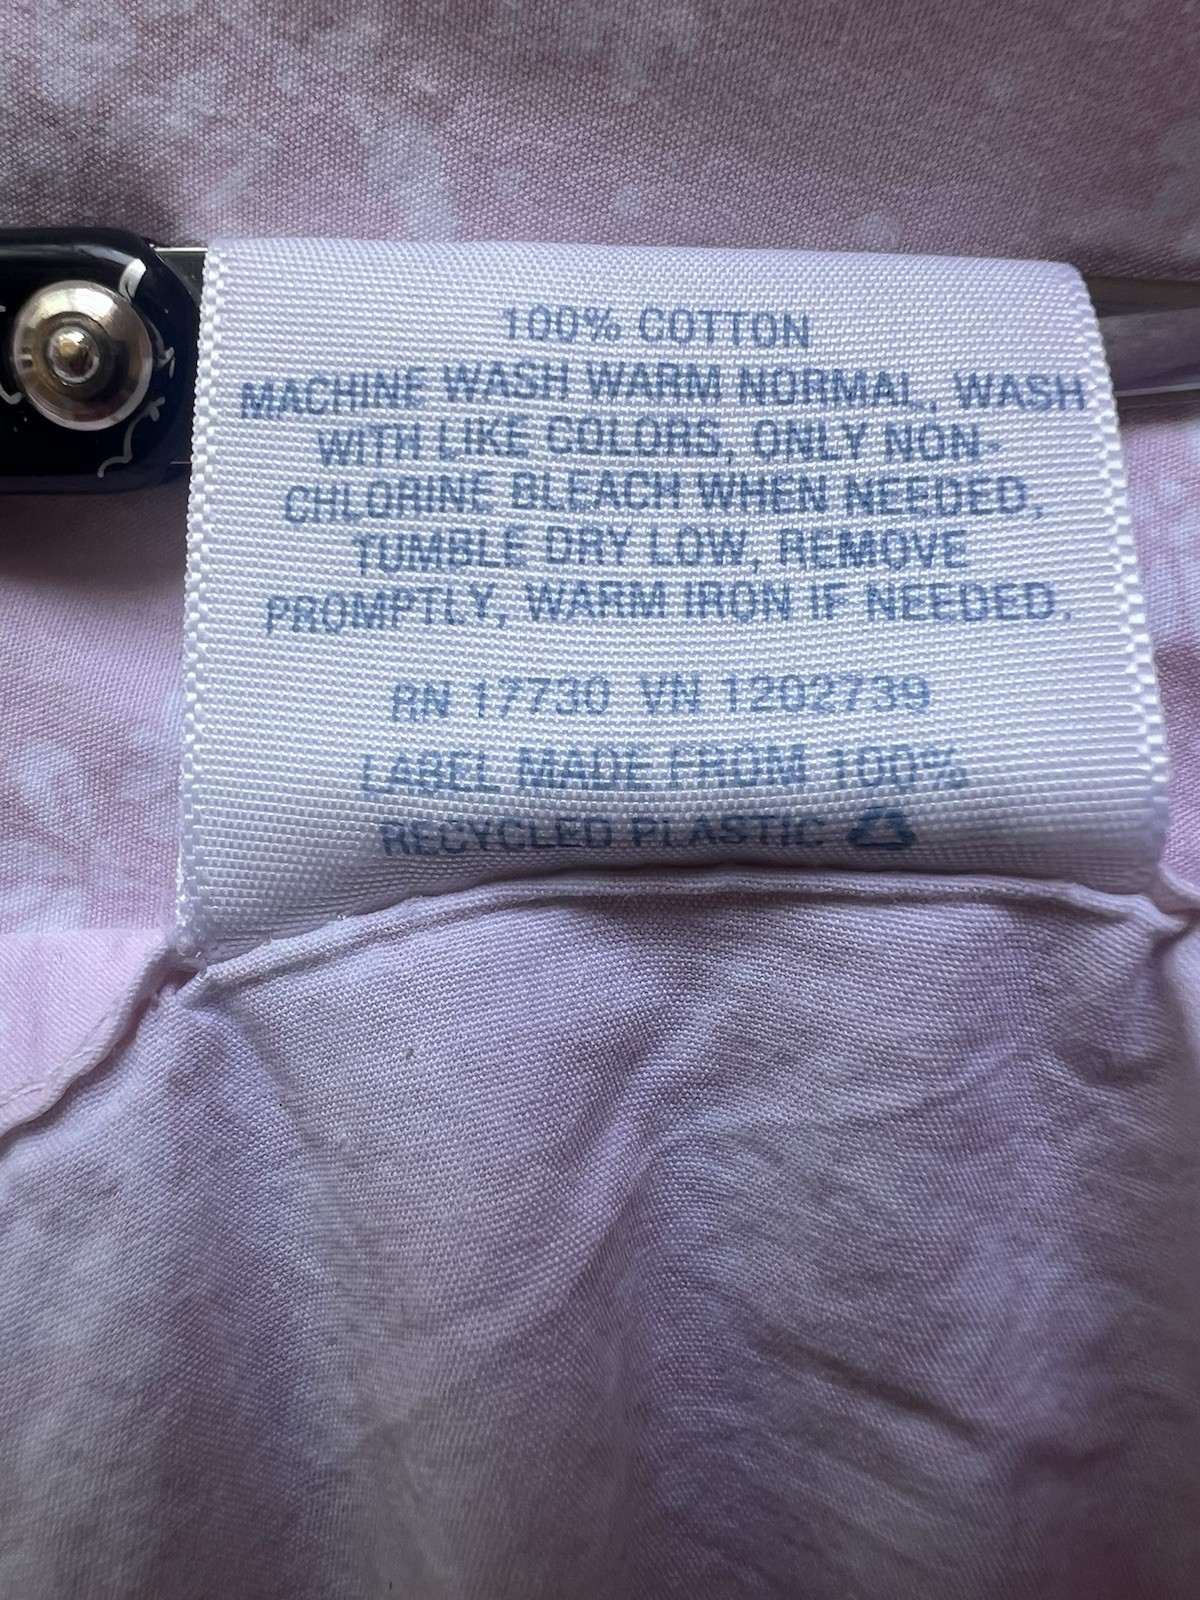 100% COTTON
MACHINE WASH WARM NORMAL, WASH
WITH LIKE COLORS, ONLY NON-
CHLORINE BLEACH WHEN NEEDED,
TUMBLE DRY LOW, REMOVE
PROMPTLY, WARM IRON IF NEEDED.
RN 17730 VN 1202739
LABEL MADE FROM 100%
RECYCLED PLASTIC